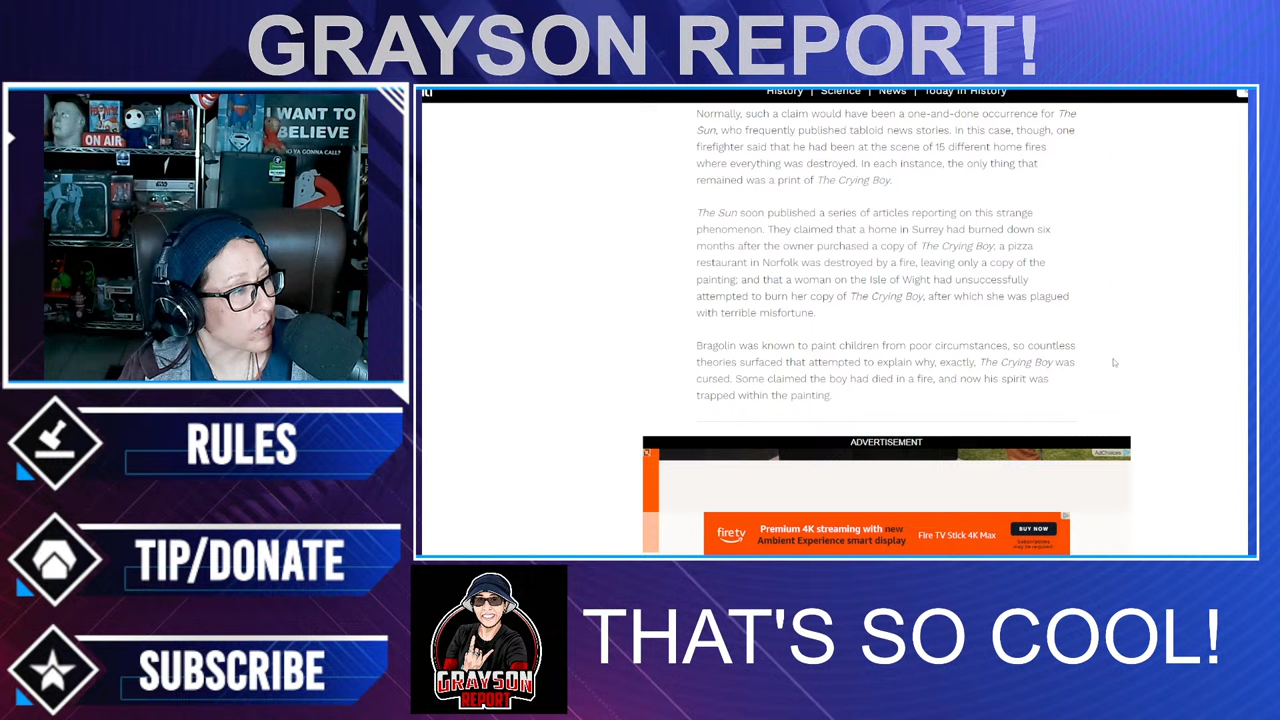 GRAYSON REPORT!
I WANT TO
BELIEVE
YA GONNA CALL?
ON AIR
History | Science | News | Today in History
Normally, such a claim would have been a one-and-done occurrence for The
Sun, who frequently published tabloid news stories. In this case, though, one
firefighter said that he had been at the scene of 15 different home fires
where everything was destroyed. In each instance, the only thing that
remained was a print of The Crying Boy.
The Sun soon published a series of articles reporting on this strange
phenomenon. They claimed that a home in Surrey had burned down six
months after the owner purchased a copy of The Crying Boy; a pizza
restaurant in Norfolk was destroyed by a fire, leaving only a copy of the
painting; and that a woman on the Isle of Wight had unsuccessfully
attempted to burn her copy of The Crying Boy, after which she was plagued
with terrible misfortune.
Bragolin was known to paint children from poor circumstances, so countless
theories surfaced that attempted to explain why, exactly, The Crying Boy was
cursed. Some claimed the boy had died in a fire, and now his spirit was
trapped within the painting.
ADVERTISEMENT
AdChoices
fire tv
Premium 4K streaming with new
Ambient Experience smart display
Fire TV Stick 4K Max
BUY NOW
Subscriptions
may be required
RULES
TIP/DONATE
SUBSCRIBE
GRAYSON
REPORT
THAT'S SO COOL!